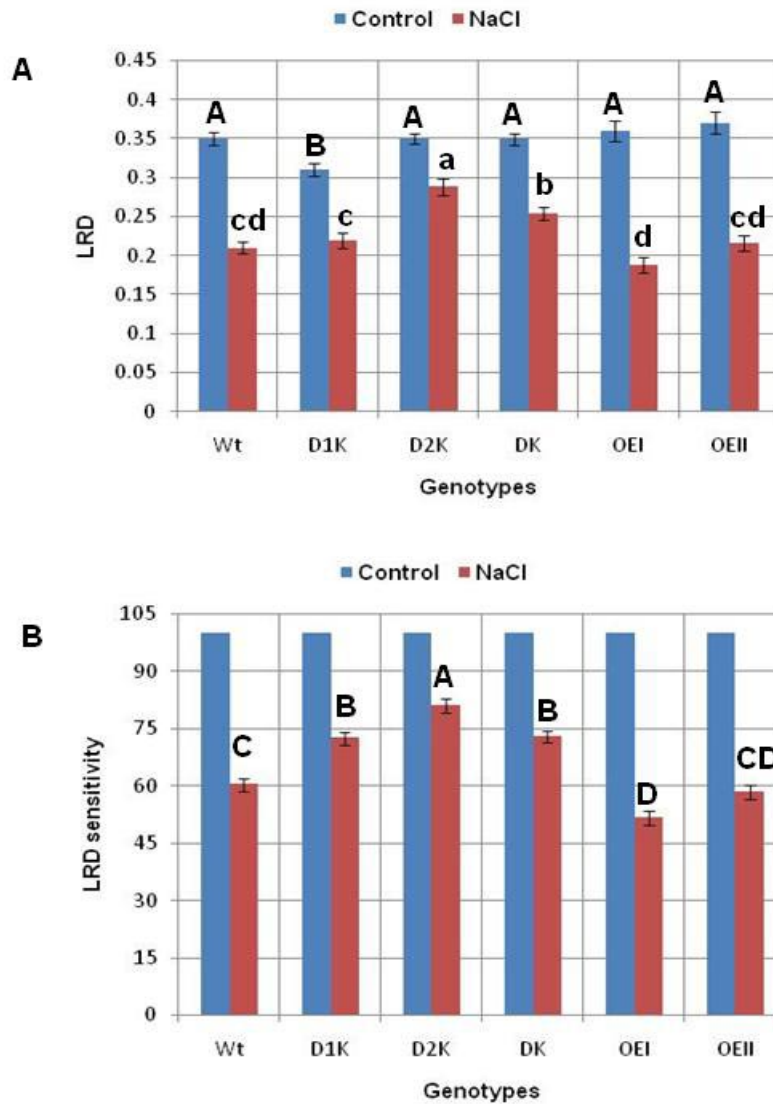 Control NaCl
A
0.45
0.4
0.35
0.3
0.25
0.2
0.15
0.1
0.05
0
LRD
A B A A A A
cd c a b d cd
Wt D1K D2K DK OEI OEII
Genotypes
Control NaCl
B
105
90
75
60
45
30
15
0
LRD sensitivity
C B A B D CD
Wt D1K D2K DK OEI OEII
Genotypes